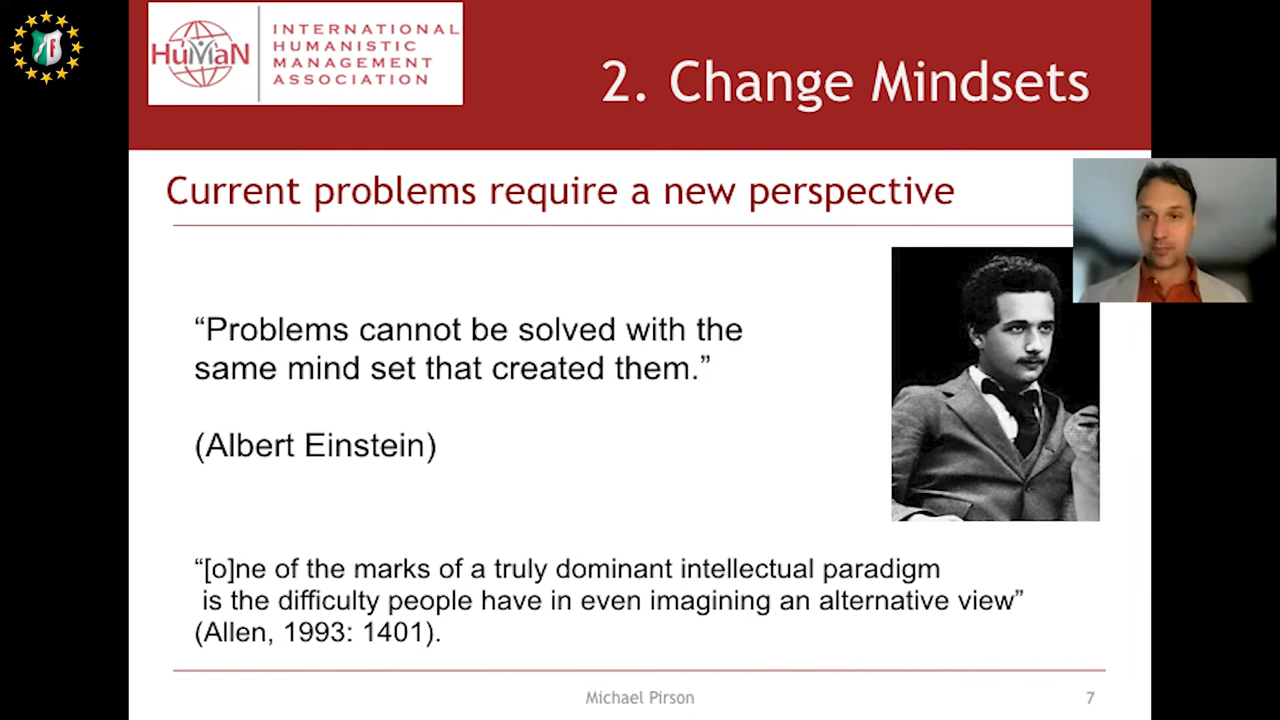 HuMaN
INTERNATIONAL
HUMANISTIC
MANAGEMENT
ASSOCIATION
2. Change Mindsets
Current problems require a new perspective
“Problems cannot be solved with the
same mind set that created them.”
(Albert Einstein)
“[o]ne of the marks of a truly dominant intellectual paradigm
is the difficulty people have in even imagining an alternative view”
(Allen, 1993: 1401).
Michael Pirson
7